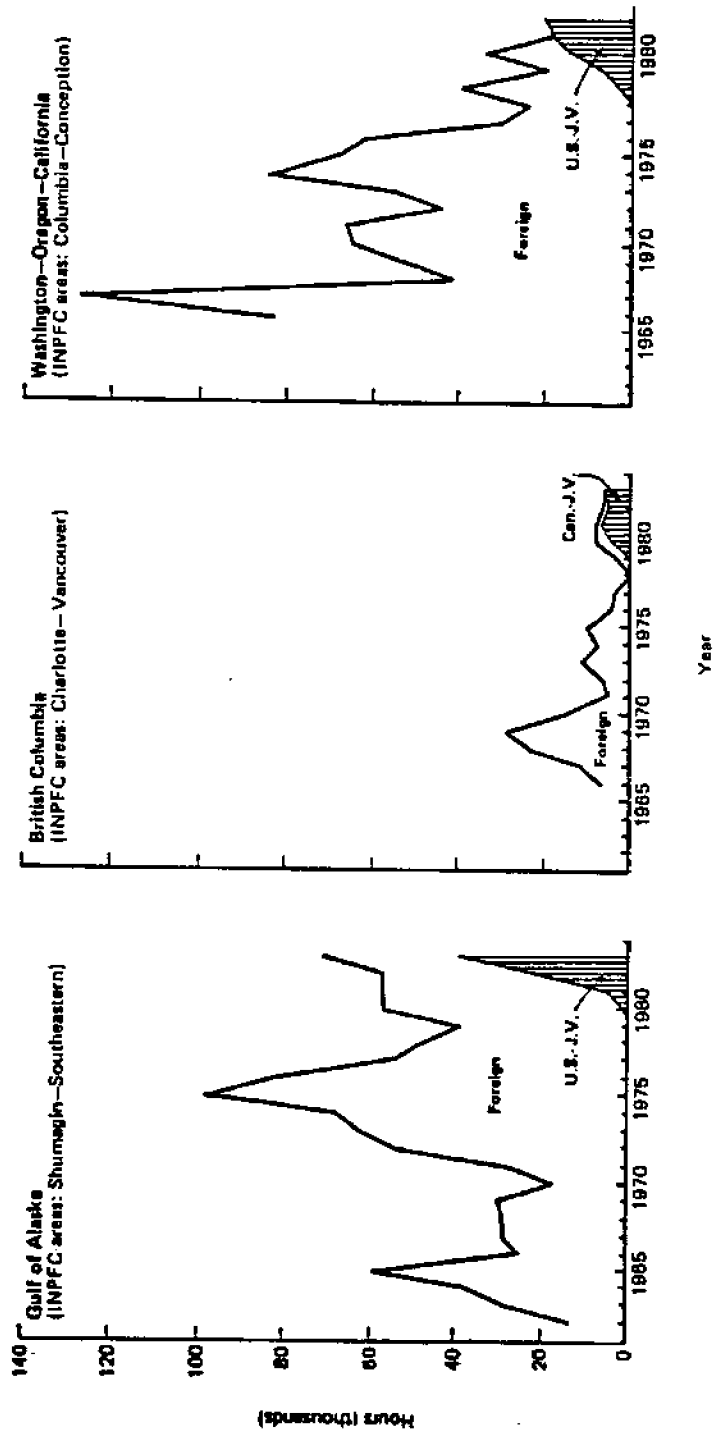 Gulf of Alaska
(INPFC areas: Shumagin–Southeastern)
140
120
100
80
60
40
20
0
Hours (thousands)
Foreign
U.S.-J.V.
1965
1970
1975
1980
British Columbia
(INPFC areas: Charlotte–Vancouver)
Foreign
Can.-J.V.
1965
1970
1975
1980
Year
Washington–Oregon–California
(INPFC areas: Columbia–Conception)
Foreign
U.S.-J.V.
1965
1970
1975
1980